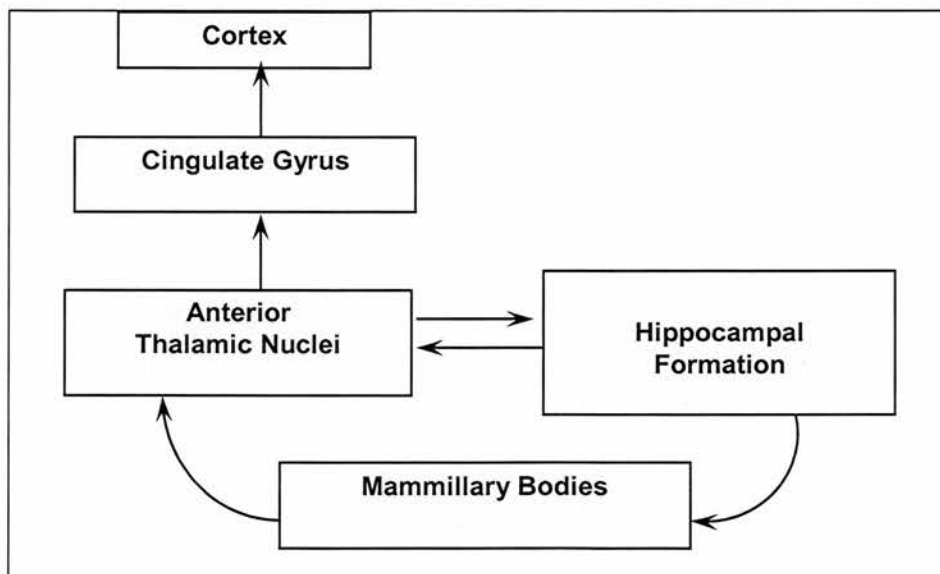 Cortex
Cingulate Gyrus
Anterior
Thalamic Nuclei
Hippocampal
Formation
Mammillary Bodies